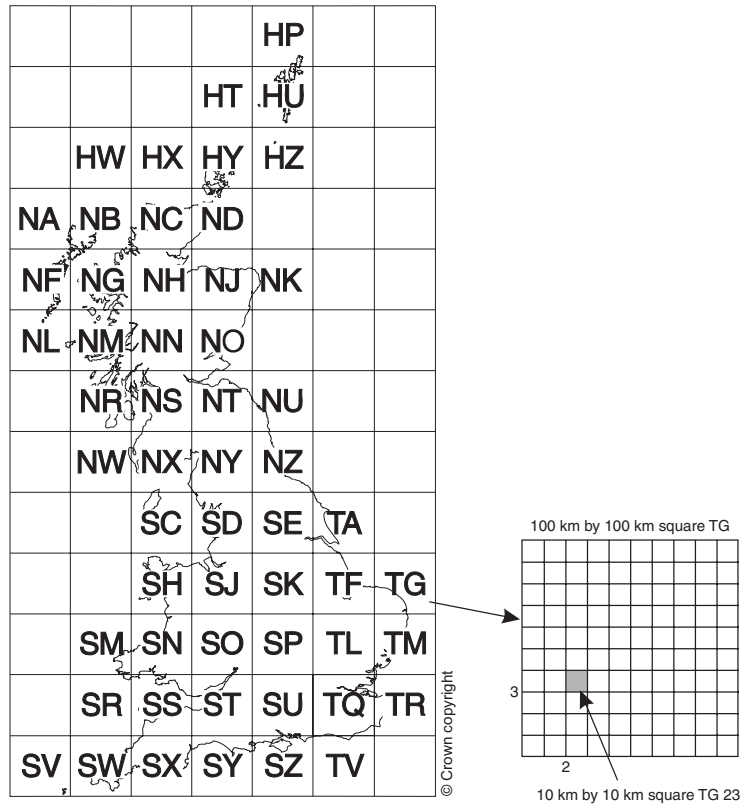 HP
HT HU
HW HX HY HZ
NA NB NC ND
NF NG NH NJ NK
NL NM NN NO
NR NS NT NU
NW NX NY NZ
SC SD SE TA
SH SJ SK TF TG
SM SN SO SP TL TM
SR SS ST SU TQ TR
SV SW SX SY SZ TV
© Crown copyright
100 km by 100 km square TG
3
2
10 km by 10 km square TG 23